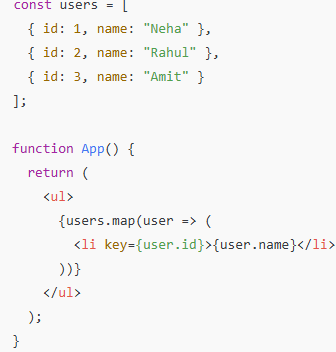 const users = [
  { id: 1, name: "Neha" },
  { id: 2, name: "Rahul" },
  { id: 3, name: "Amit" }
];

function App() {
  return (
    <ul>
      {users.map(user => (
        <li key={user.id}>{user.name}</li>
      ))}
    </ul>
  );
}